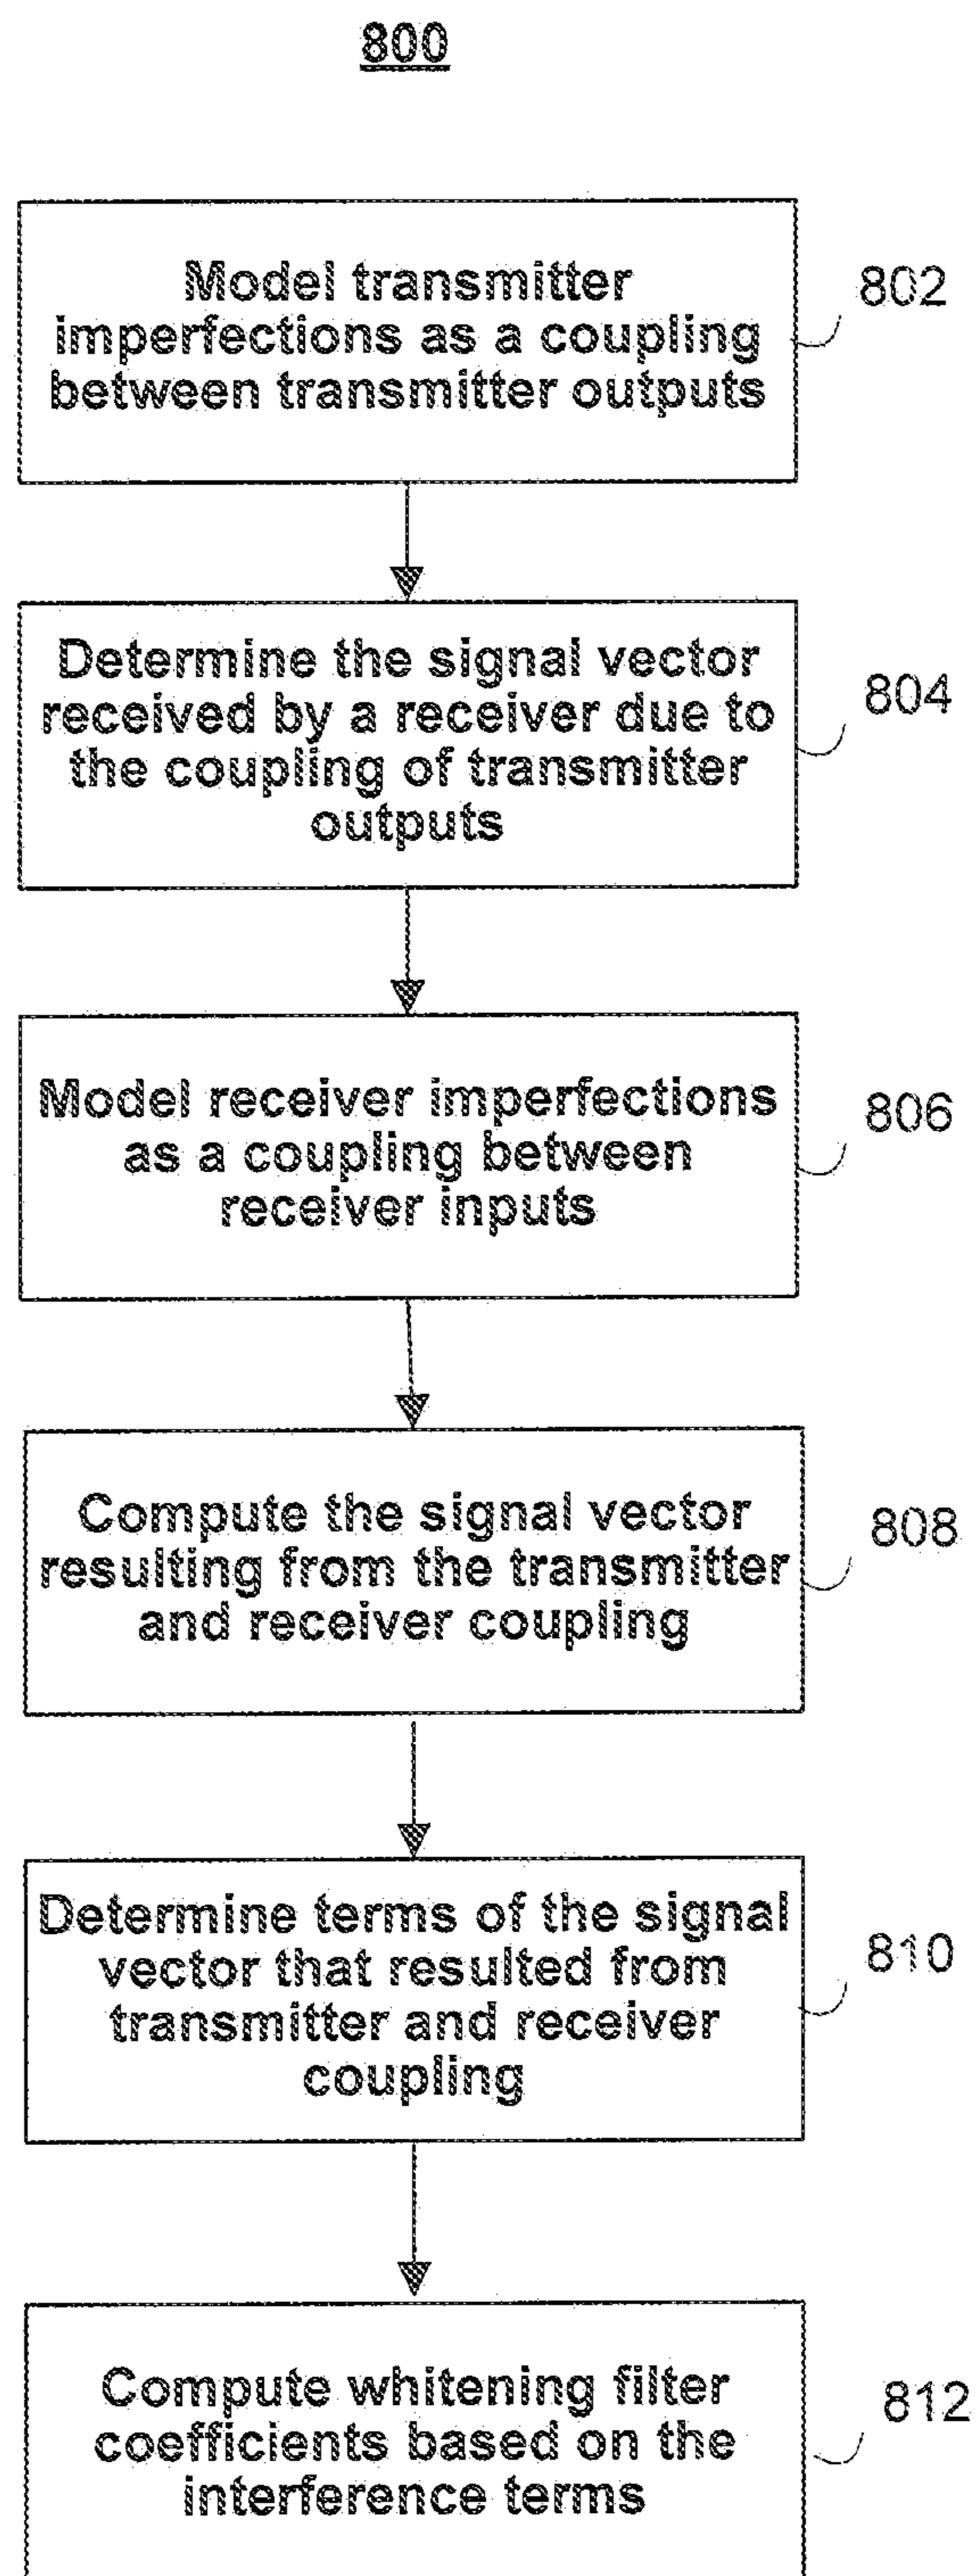 800
Model transmitter
imperfections as a coupling
between transmitter outputs
802
Determine the signal vector
received by a receiver due to
the coupling of transmitter
outputs
804
Model receiver imperfections
as a coupling between
receiver inputs
806
Compute the signal vector
resulting from the transmitter
and receiver coupling
808
Determine terms of the signal
vector that resulted from
transmitter and receiver
coupling
810
Compute whitening filter
coefficients based on the
interference terms
812